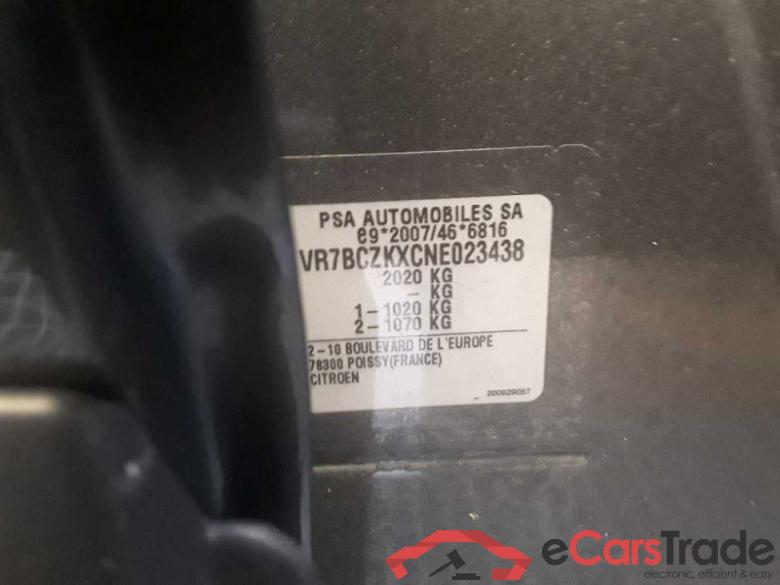 PSA AUTOMOBILES SA
e9*2007/46*6816
VR7BCZKXCNE023438
2020 KG
– KG
1–1020 KG
2–1070 KG
2–10 BOULEVARD DE L'EUROPE
78300 POISSY(FRANCE)
CITROEN
– 200629057
eCarsTrade
electronic, efficient & easy